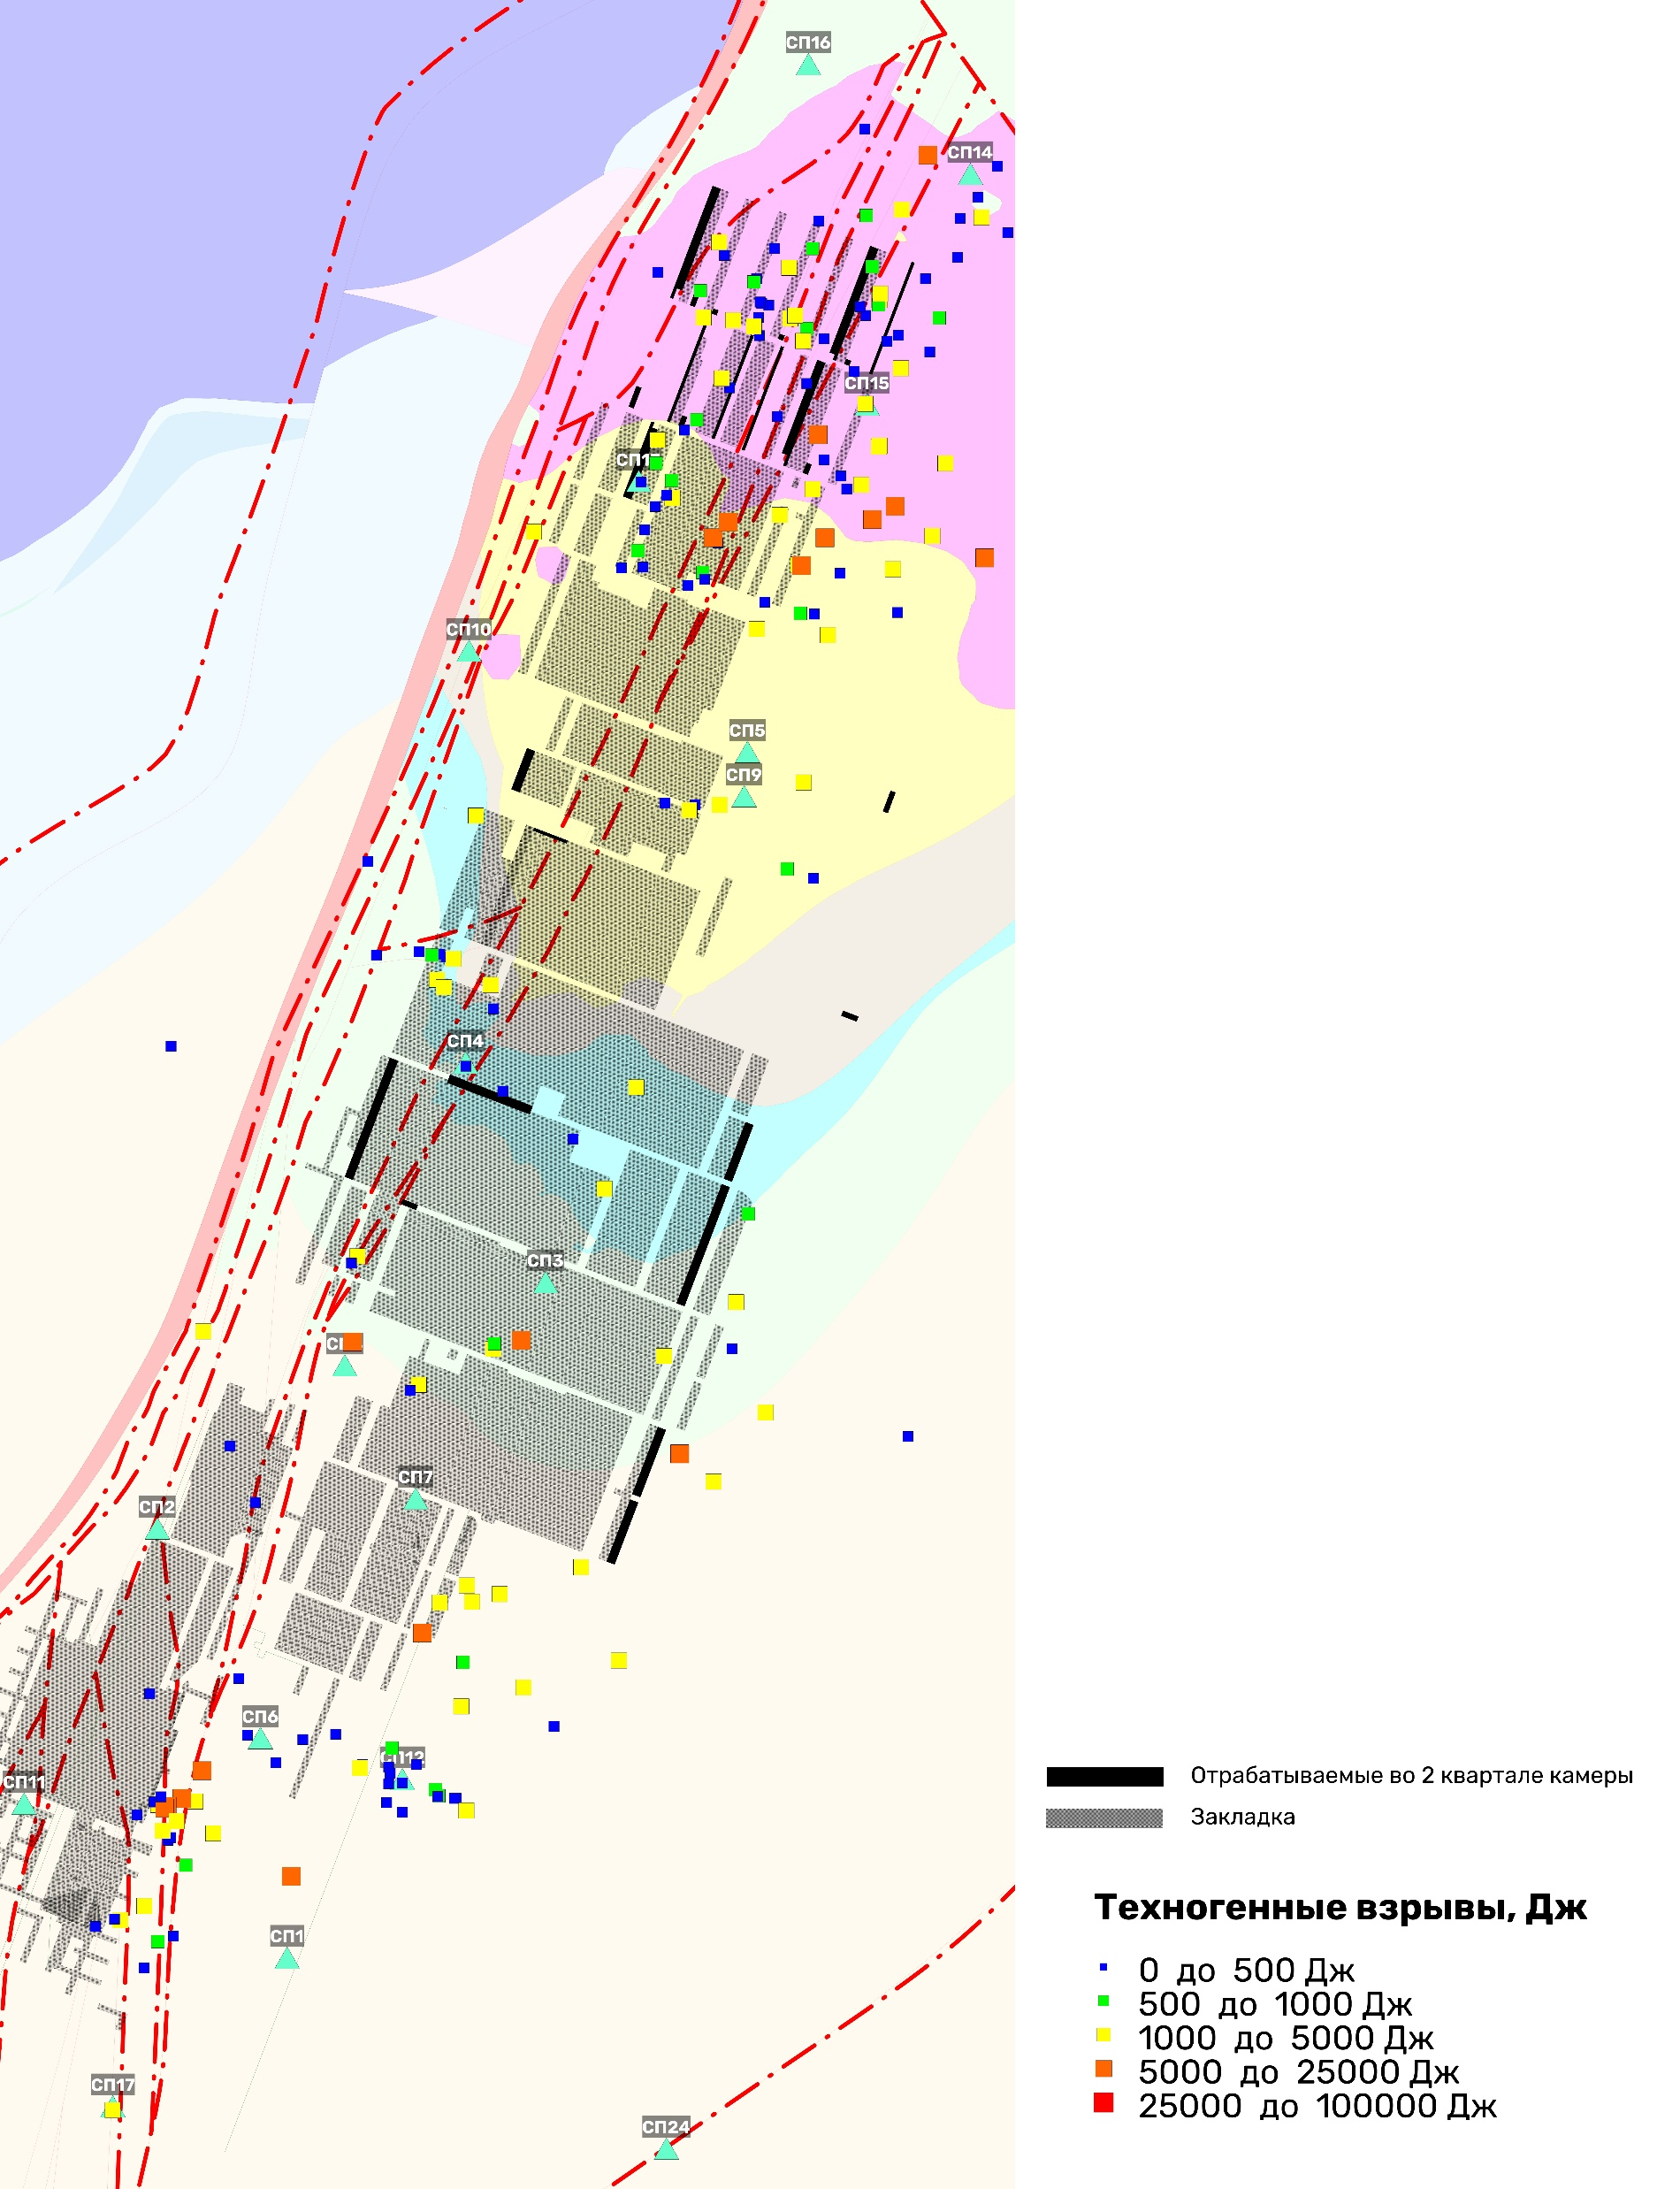 СП16
СП14
СП15
СП10
СП5
СП9
СП4
СП3
СП7
СП2
СП6
СП12
СП11
СП1
СП17
СП24
Отрабатываемые во 2 квартале камеры
Закладка
Техногенные взрывы, Дж
0 до 500 Дж
500 до 1000 Дж
1000 до 5000 Дж
5000 до 25000 Дж
25000 до 100000 Дж